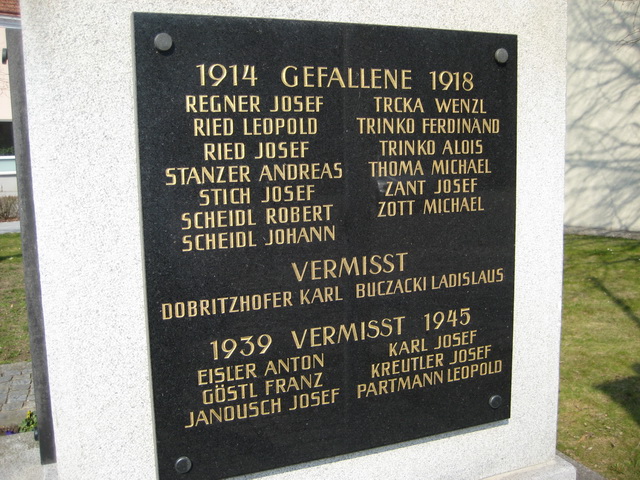 1914 GEFALLENE 1918
REGNER JOSEF
RIED LEOPOLD
RIED JOSEF
STANZER ANDREAS
STICH JOSEF
SCHEIDL ROBERT
SCHEIDL JOHANN
TRCKA WENZL
TRINKO FERDINAND
TRINKO ALOIS
THOMA MICHAEL
ZANT JOSEF
ZOTT MICHAEL
VERMISST
DOBRITZHOFER KARL BUCZACKI LADISLAUS
1939 VERMISST 1945
EISLER ANTON
GÖSTL FRANZ
JANOUSCH JOSEF
KARL JOSEF
KREUTLER JOSEF
PARTMANN LEOPOLD